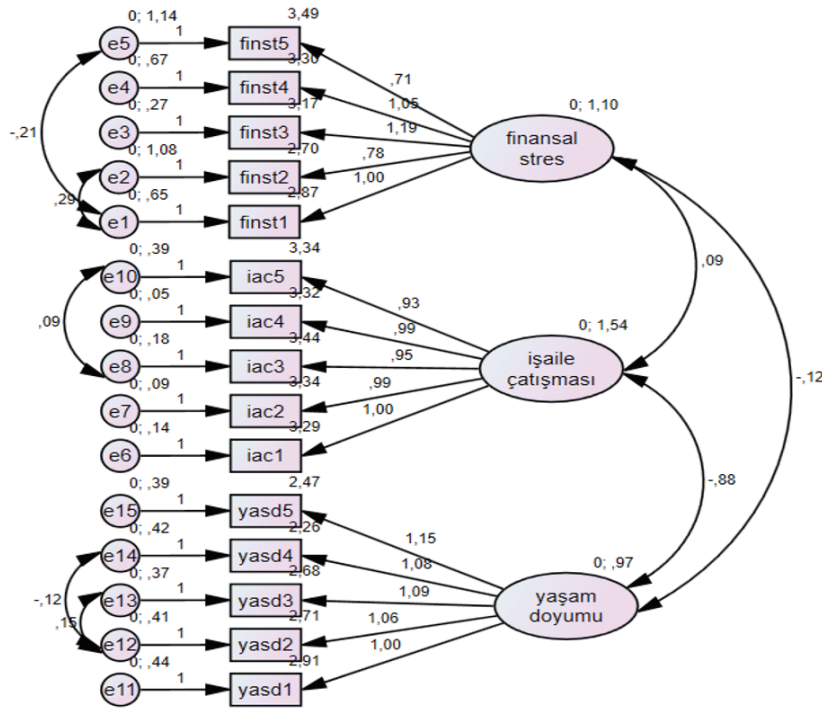 0; 1,14
3,49
e5
1
finst5
0; ,67
3,30
,71
e4
1
finst4
0; ,27
3,17
1,05
0; 1,10
e3
1
finst3
1,19
finansal
stres
-,21
0; 1,08
2,70
,78
e2
1
finst2
0; ,65
2,87
1,00
,29
e1
1
finst1
0; ,39
3,34
e10
1
iac5
,09
0; ,05
3,32
,93
e9
1
iac4
,09
0; ,18
3,44
,99
0; 1,54
e8
1
iac3
,95
işaile
çatışması
-,12
0; ,09
3,34
,99
e7
1
iac2
0; ,14
3,29
1,00
e6
1
iac1
0; ,39
2,47
-,88
e15
1
yasd5
0; ,42
2,26
1,15
e14
1
yasd4
1,08
0; ,97
0; ,37
2,68
1,09
e13
1
yasd3
yaşam
doyumu
-,12
0; ,41
2,71
1,06
,15
e12
1
yasd2
0; ,44
2,91
1,00
e11
1
yasd1